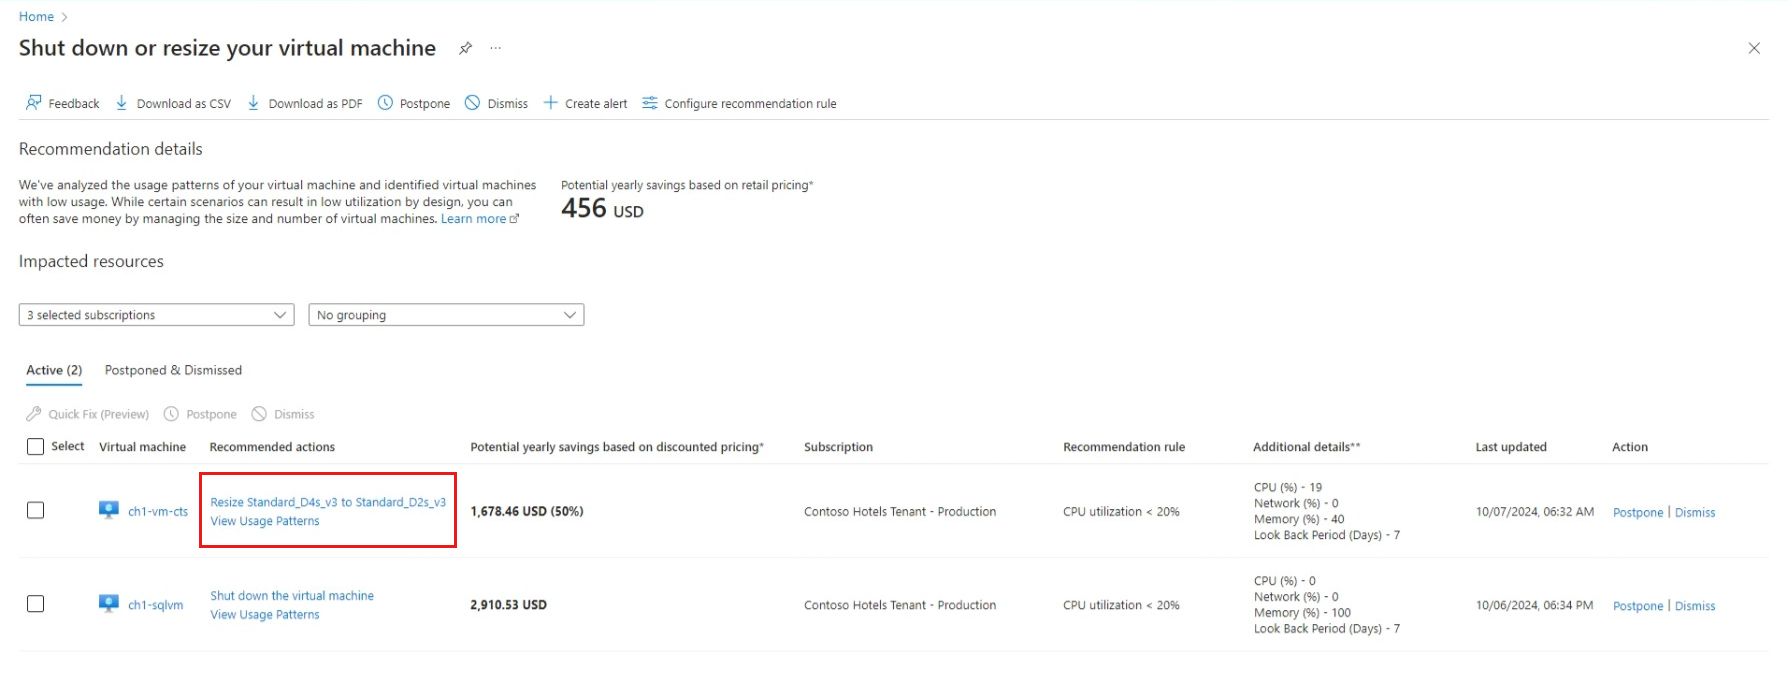 Home
Shut down or resize your virtual machine
Feedback Download as CSV Download as PDF Postpone Dismiss Create alert Configure recommendation rule
Recommendation details
We've analyzed the usage patterns of your virtual machine and identified virtual machines
with low usage. While certain scenarios can result in low utilization by design, you can
often save money by managing the size and number of virtual machines. Learn more
Potential yearly savings based on retail pricing*
456 USD
Impacted resources
3 selected subscriptions No grouping
Active (2) Postponed & Dismissed
Quick Fix (Preview) Postpone Dismiss
Select Virtual machine Recommended actions Potential yearly savings based on discounted pricing* Subscription Recommendation rule Additional details** Last updated Action
ch1-vm-cts
Resize Standard_D4s_v3 to Standard_D2s_v3
View Usage Patterns
1,678.46 USD (50%)
Contoso Hotels Tenant - Production
CPU utilization < 20%
CPU (%) - 19
Network (%) - 0
Memory (%) - 40
Look Back Period (Days) - 7
10/07/2024, 06:32 AM
Postpone | Dismiss
ch1-sqlvm
Shut down the virtual machine
View Usage Patterns
2,910.53 USD
Contoso Hotels Tenant - Production
CPU utilization < 20%
CPU (%) - 0
Network (%) - 0
Memory (%) - 100
Look Back Period (Days) - 7
10/06/2024, 06:34 PM
Postpone | Dismiss